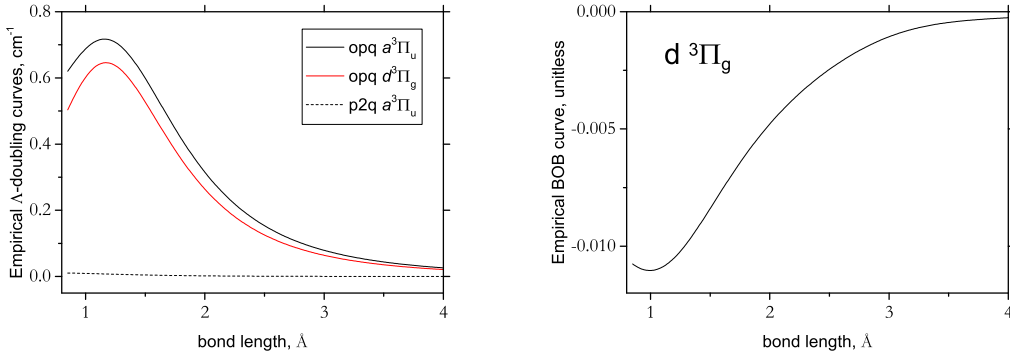 Empirical Λ-doubling curves, cm⁻¹
0.8
0.6
0.4
0.2
0.0
opq a³Πᵤ
opq d³Π_g
p2q a³Πᵤ
1 2 3 4
bond length, Å
Empirical BOB curve, unitless
0.000
-0.005
-0.010
d ³Π_g
1 2 3 4
bond length, Å